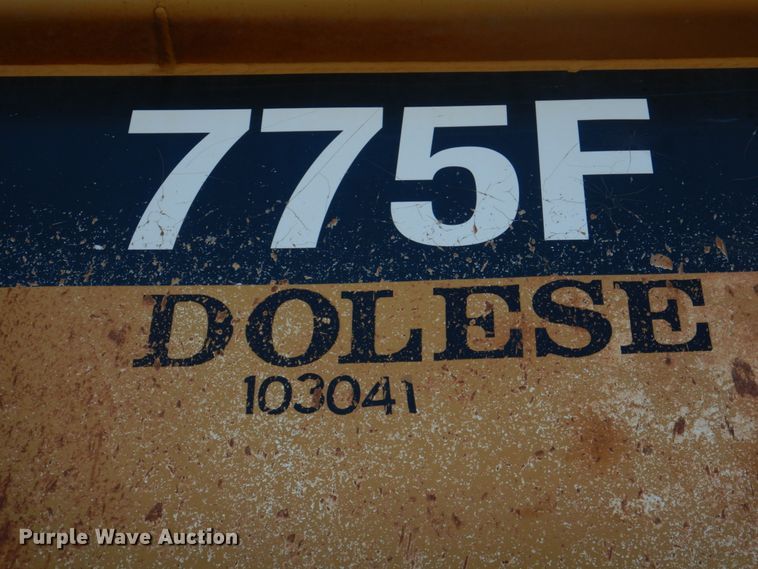 775F
DOLESE
103041
Purple Wave Auction